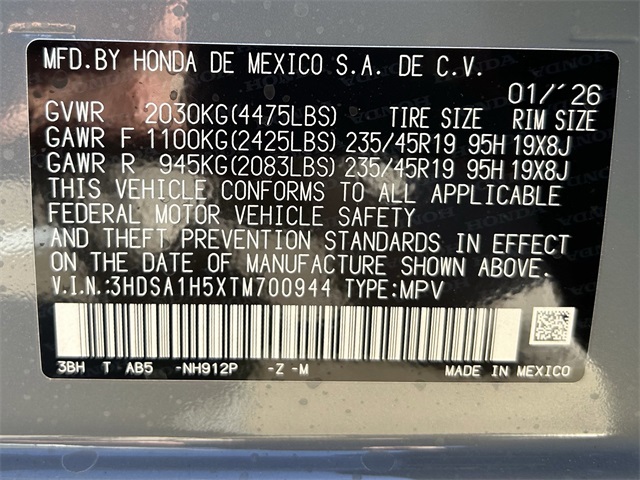 MFD.BY HONDA DE MEXICO S.A. DE C.V.
01/'26
GVWR 2030KG(4475LBS) TIRE SIZE RIM SIZE
GAWR F 1100KG(2425LBS) 235/45R19 95H 19X8J
GAWR R 945KG(2083LBS) 235/45R19 95H 19X8J
THIS VEHICLE CONFORMS TO ALL APPLICABLE
FEDERAL MOTOR VEHICLE SAFETY
AND THEFT PREVENTION STANDARDS IN EFFECT
ON THE DATE OF MANUFACTURE SHOWN ABOVE.
V.I.N.:3HDSA1H5XTM700944 TYPE:MPV
3BH T AB5 -NH912P -Z -M MADE IN MEXICO